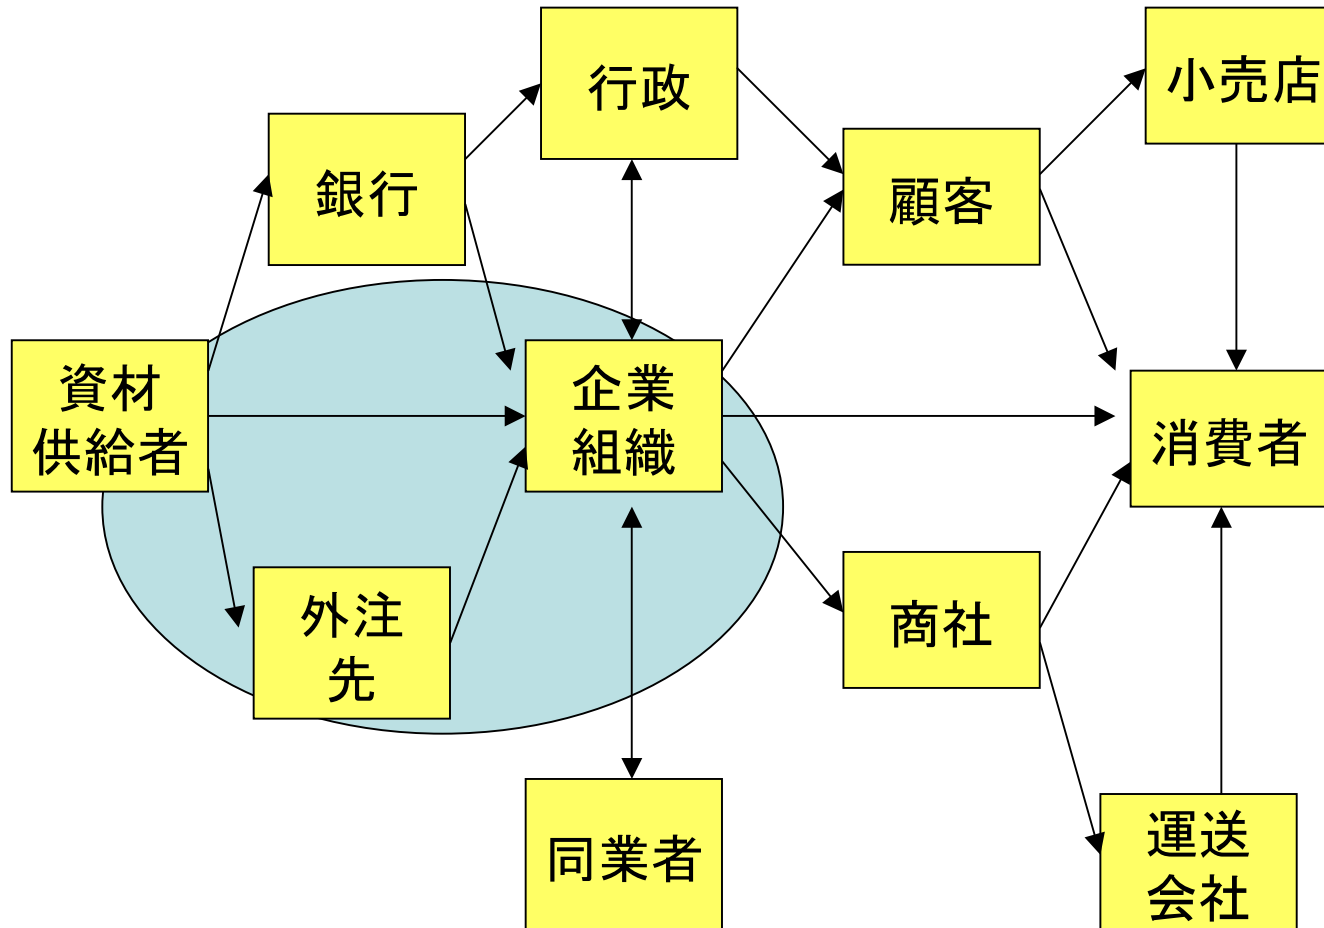 行政
小売店
銀行
顧客
資材
供給者
企業
組織
消費者
外注
先
商社
同業者
運送
会社